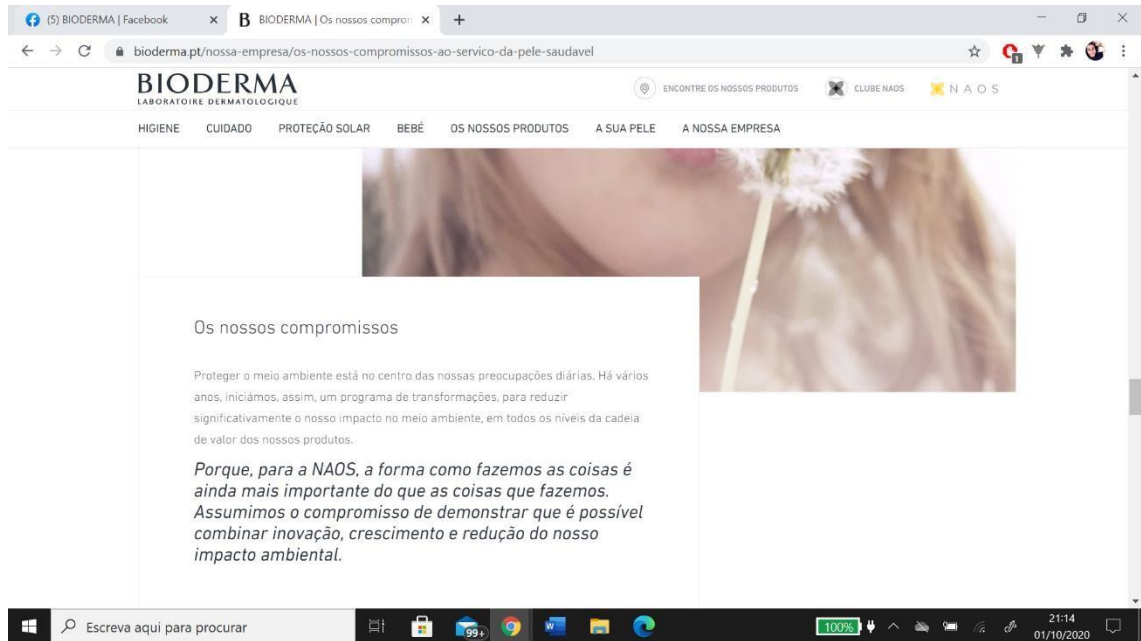 (5) BIODERMA | Facebook
B BIODERMA | Os nossos compron
bioderma.pt/nossa-empresa/os-nossos-compromissos-ao-servico-da-pele-saudavel
BIODERMA
LABORATOIRE DERMATOLOGIQUE
ENCONTRE OS NOSSOS PRODUTOS
CLUBE NAOS
NAOS
HIGIENE CUIDADO PROTEÇÃO SOLAR BEBÉ OS NOSSOS PRODUTOS A SUA PELE A NOSSA EMPRESA
Os nossos compromissos
Proteger o meio ambiente está no centro das nossas preocupações diárias. Há vários
anos, iniciámos, assim, um programa de transformações, para reduzir
significativamente o nosso impacto no meio ambiente, em todos os níveis da cadeia
de valor dos nossos produtos.
Porque, para a NAOS, a forma como fazemos as coisas é
ainda mais importante do que as coisas que fazemos.
Assumimos o compromisso de demonstrar que é possível
combinar inovação, crescimento e redução do nosso
impacto ambiental.
Escreva aqui para procurar
99+
100%
21:14
01/10/2020